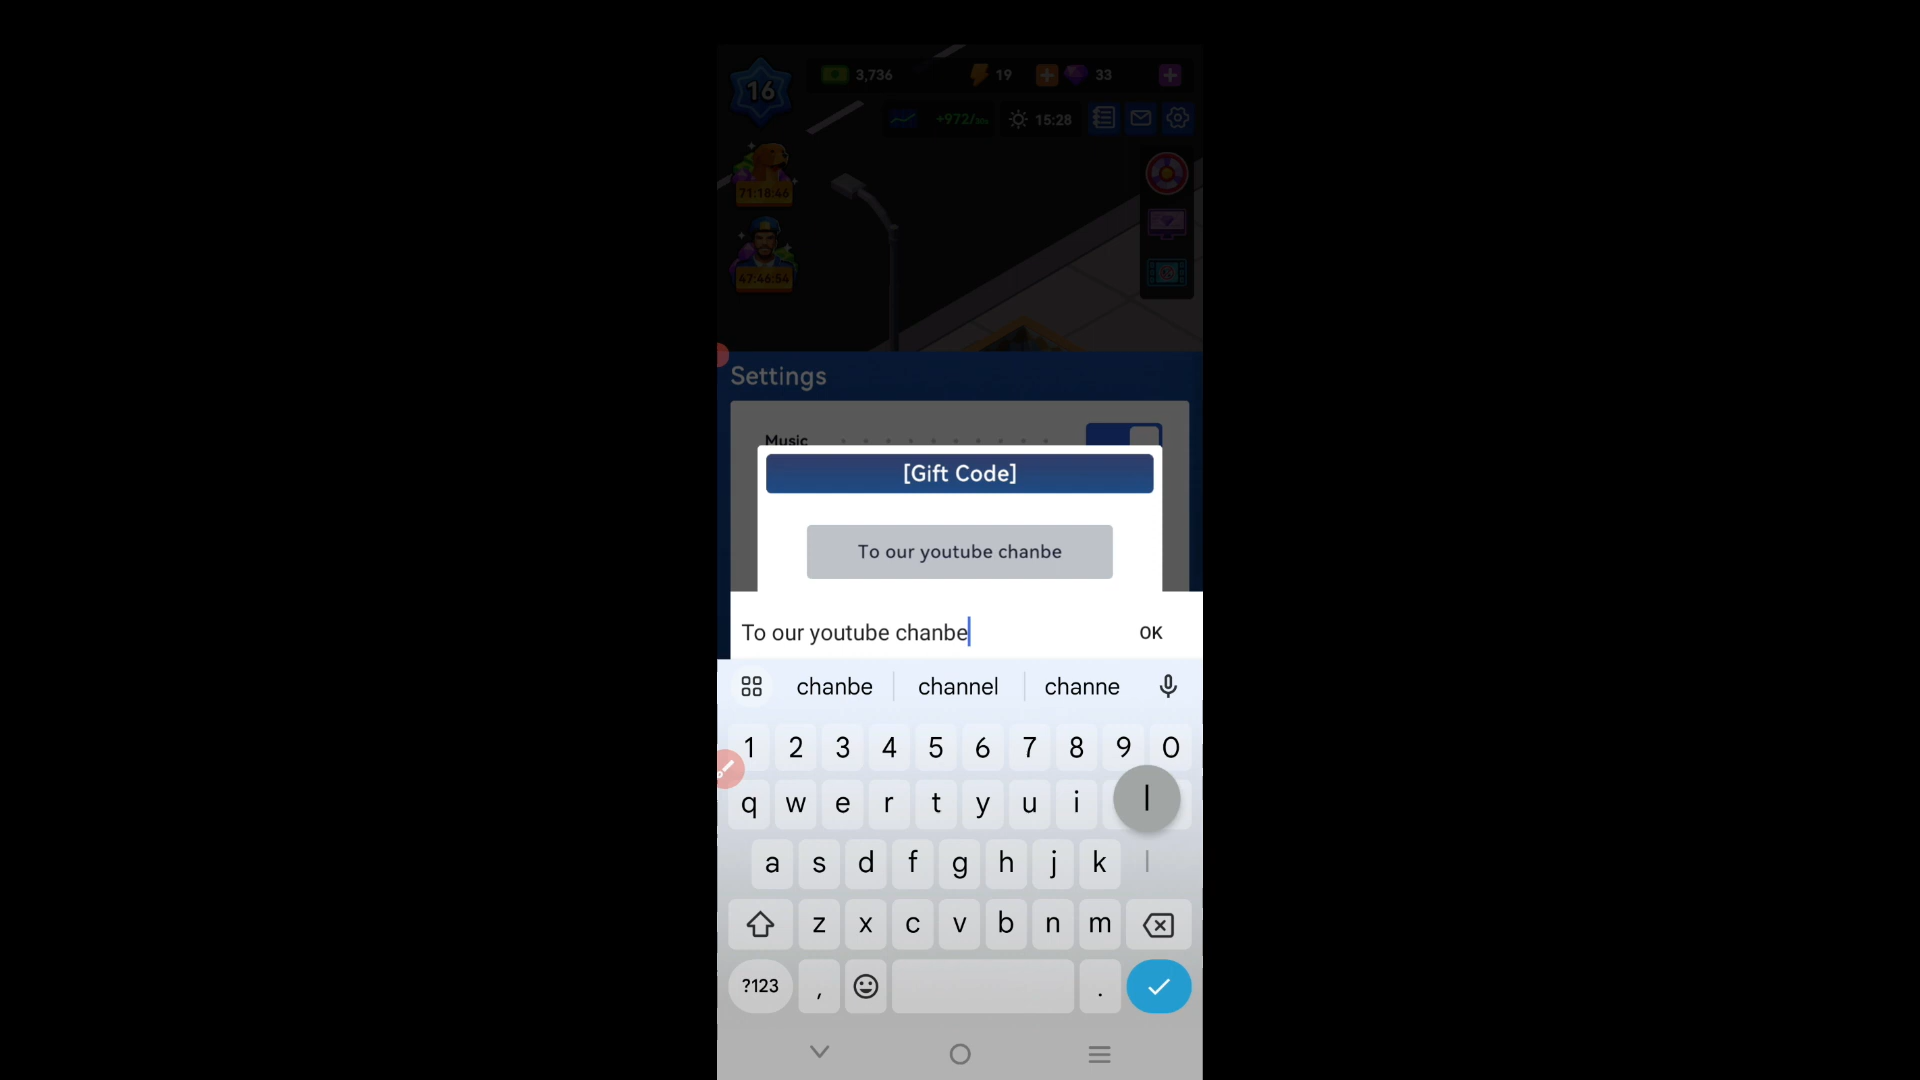 16
3,736
19
33
+972/
15:28
71:18:46
47:46:54
Settings
Music
[Gift Code]
To our youtube chanbe
To our youtube chanbe
OK
chanbe
channel
channe
1 2 3 4 5 6 7 8 9 0
q w e r t y u i l
a s d f g h j k l
z x c v b n m
?123 , .